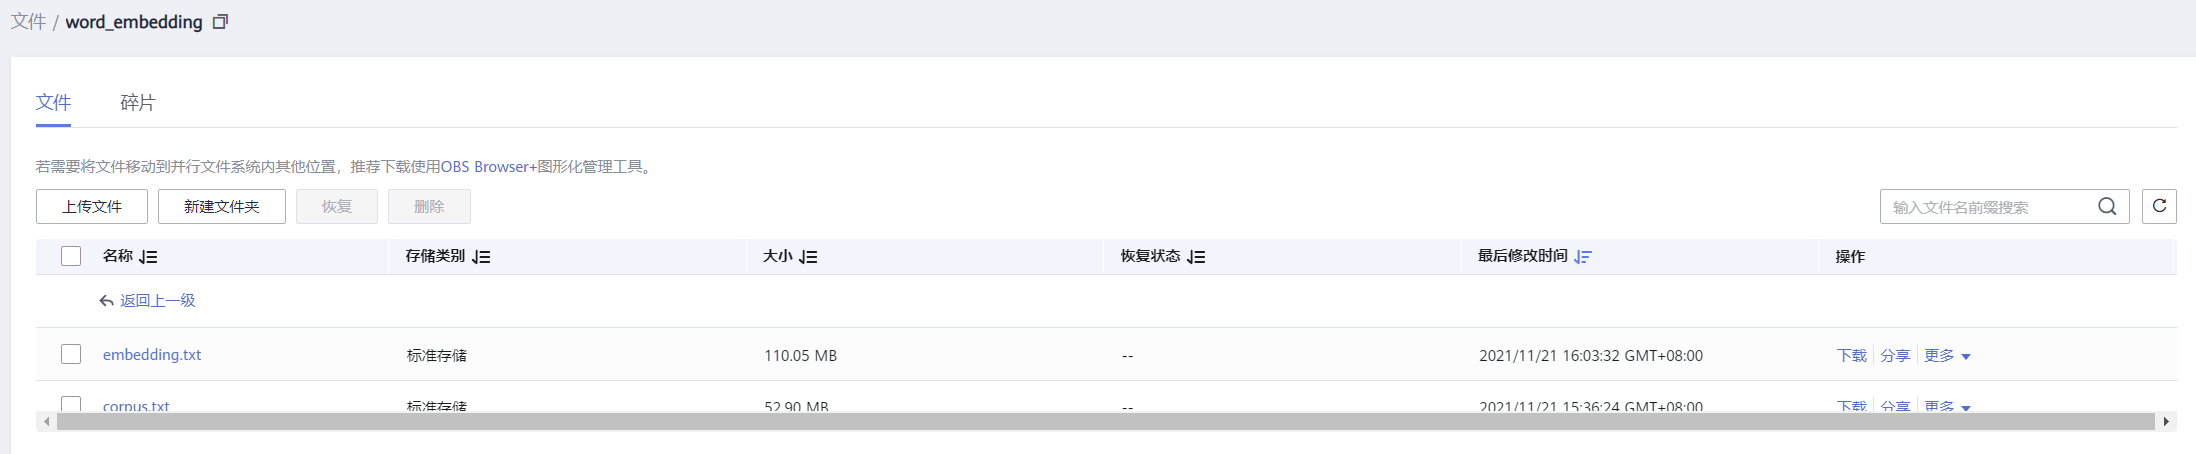 文件 / word_embedding
文件 碎片
若需要将文件移动到并行文件系统内其他位置，推荐下载使用OBS Browser+图形化管理工具。
上传文件 新建文件夹 恢复 删除 输入文件名前缀搜索
名称 存储类别 大小 恢复状态 最后修改时间 操作
返回上一级
embedding.txt 标准存储 110.05 MB -- 2021/11/21 16:03:32 GMT+08:00 下载 分享 更多
corpus.txt 标准存储 52.90 MB -- 2021/11/21 15:36:24 GMT+08:00 下载 分享 更多